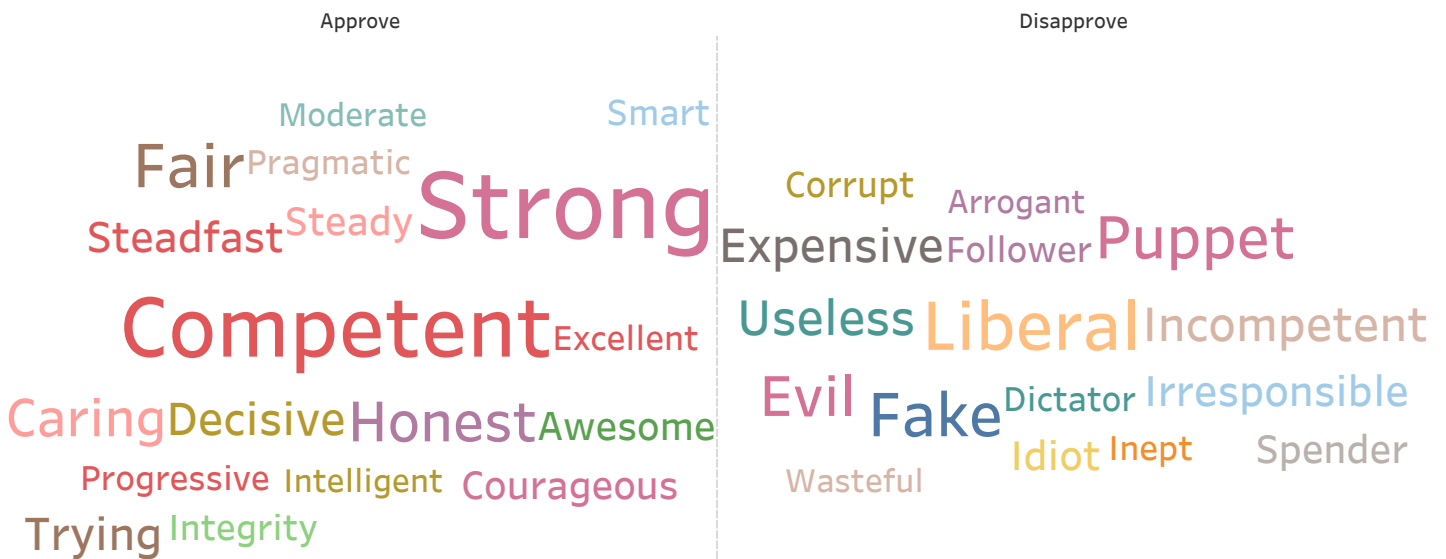 Approve
Disapprove
Moderate
Smart
Fair
Pragmatic
Strong
Steadfast
Steady
Competent
Excellent
Caring
Decisive
Honest
Awesome
Progressive
Intelligent
Courageous
Trying
Integrity
Corrupt
Arrogant
Expensive
Follower
Puppet
Useless
Liberal
Incompetent
Evil
Fake
Dictator
Irresponsible
Idiot
Inept
Spender
Wasteful